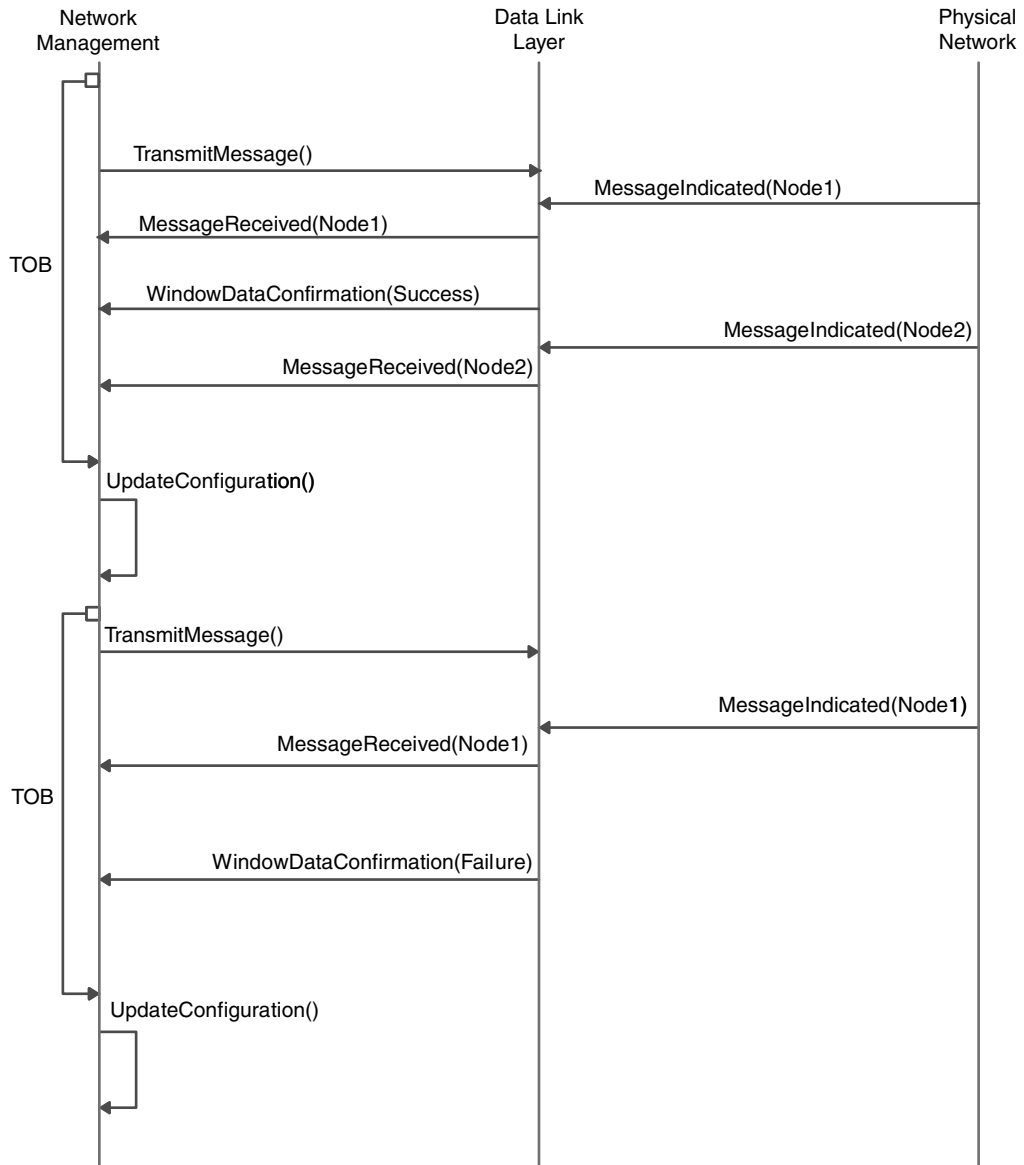 Network
Management
Data Link
Layer
Physical
Network
TransmitMessage()
MessageIndicated(Node1)
MessageReceived(Node1)
TOB
WindowDataConfirmation(Success)
MessageIndicated(Node2)
MessageReceived(Node2)
UpdateConfiguration()
TransmitMessage()
MessageIndicated(Node1)
MessageReceived(Node1)
TOB
WindowDataConfirmation(Failure)
UpdateConfiguration()